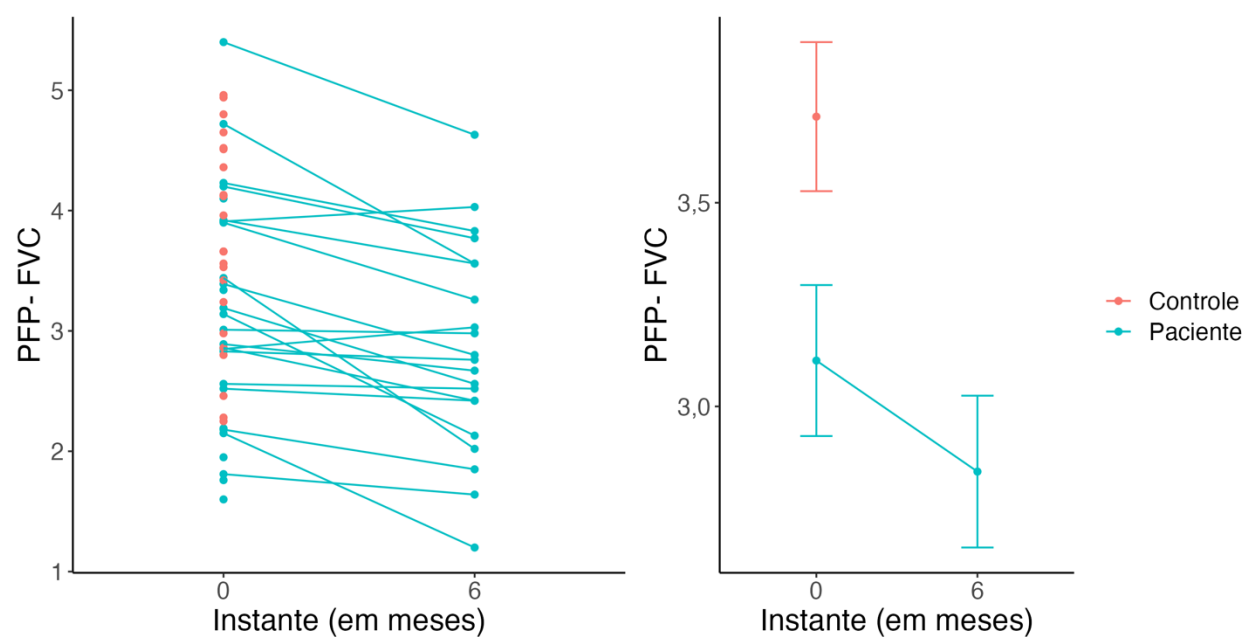 PFP- FVC
5
4
3
2
1
0
6
Instante (em meses)
PFP- FVC
3,5
3,0
0
6
Instante (em meses)
Controle
Paciente